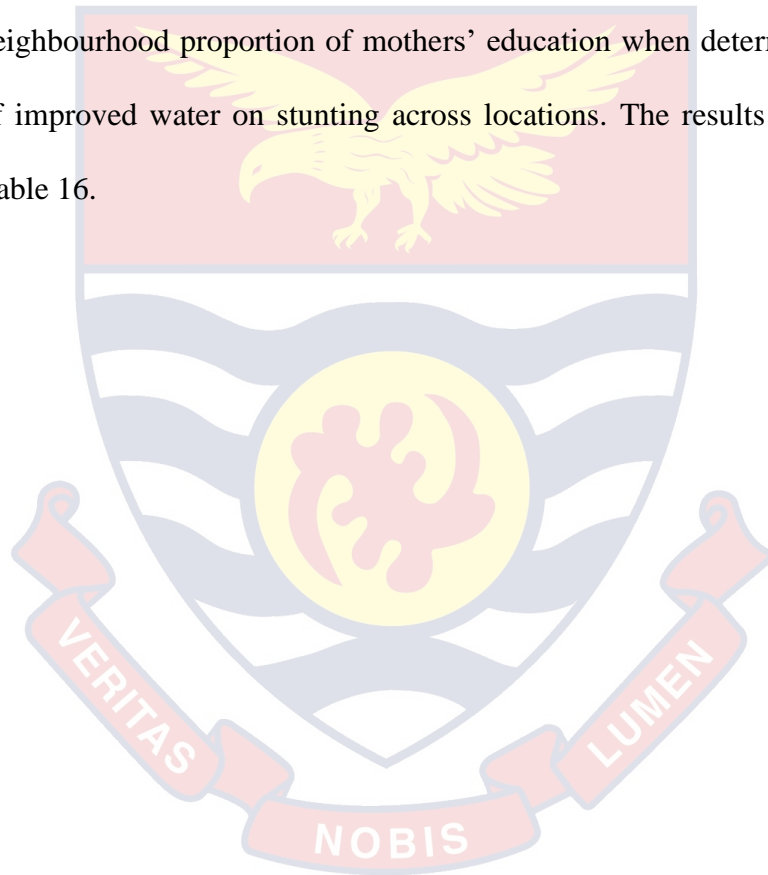 eighbourhood proportion of mothers’ education when determ
f improved water on stunting across locations. The results
able 16.
VERITAS
NOBIS
LUMEN